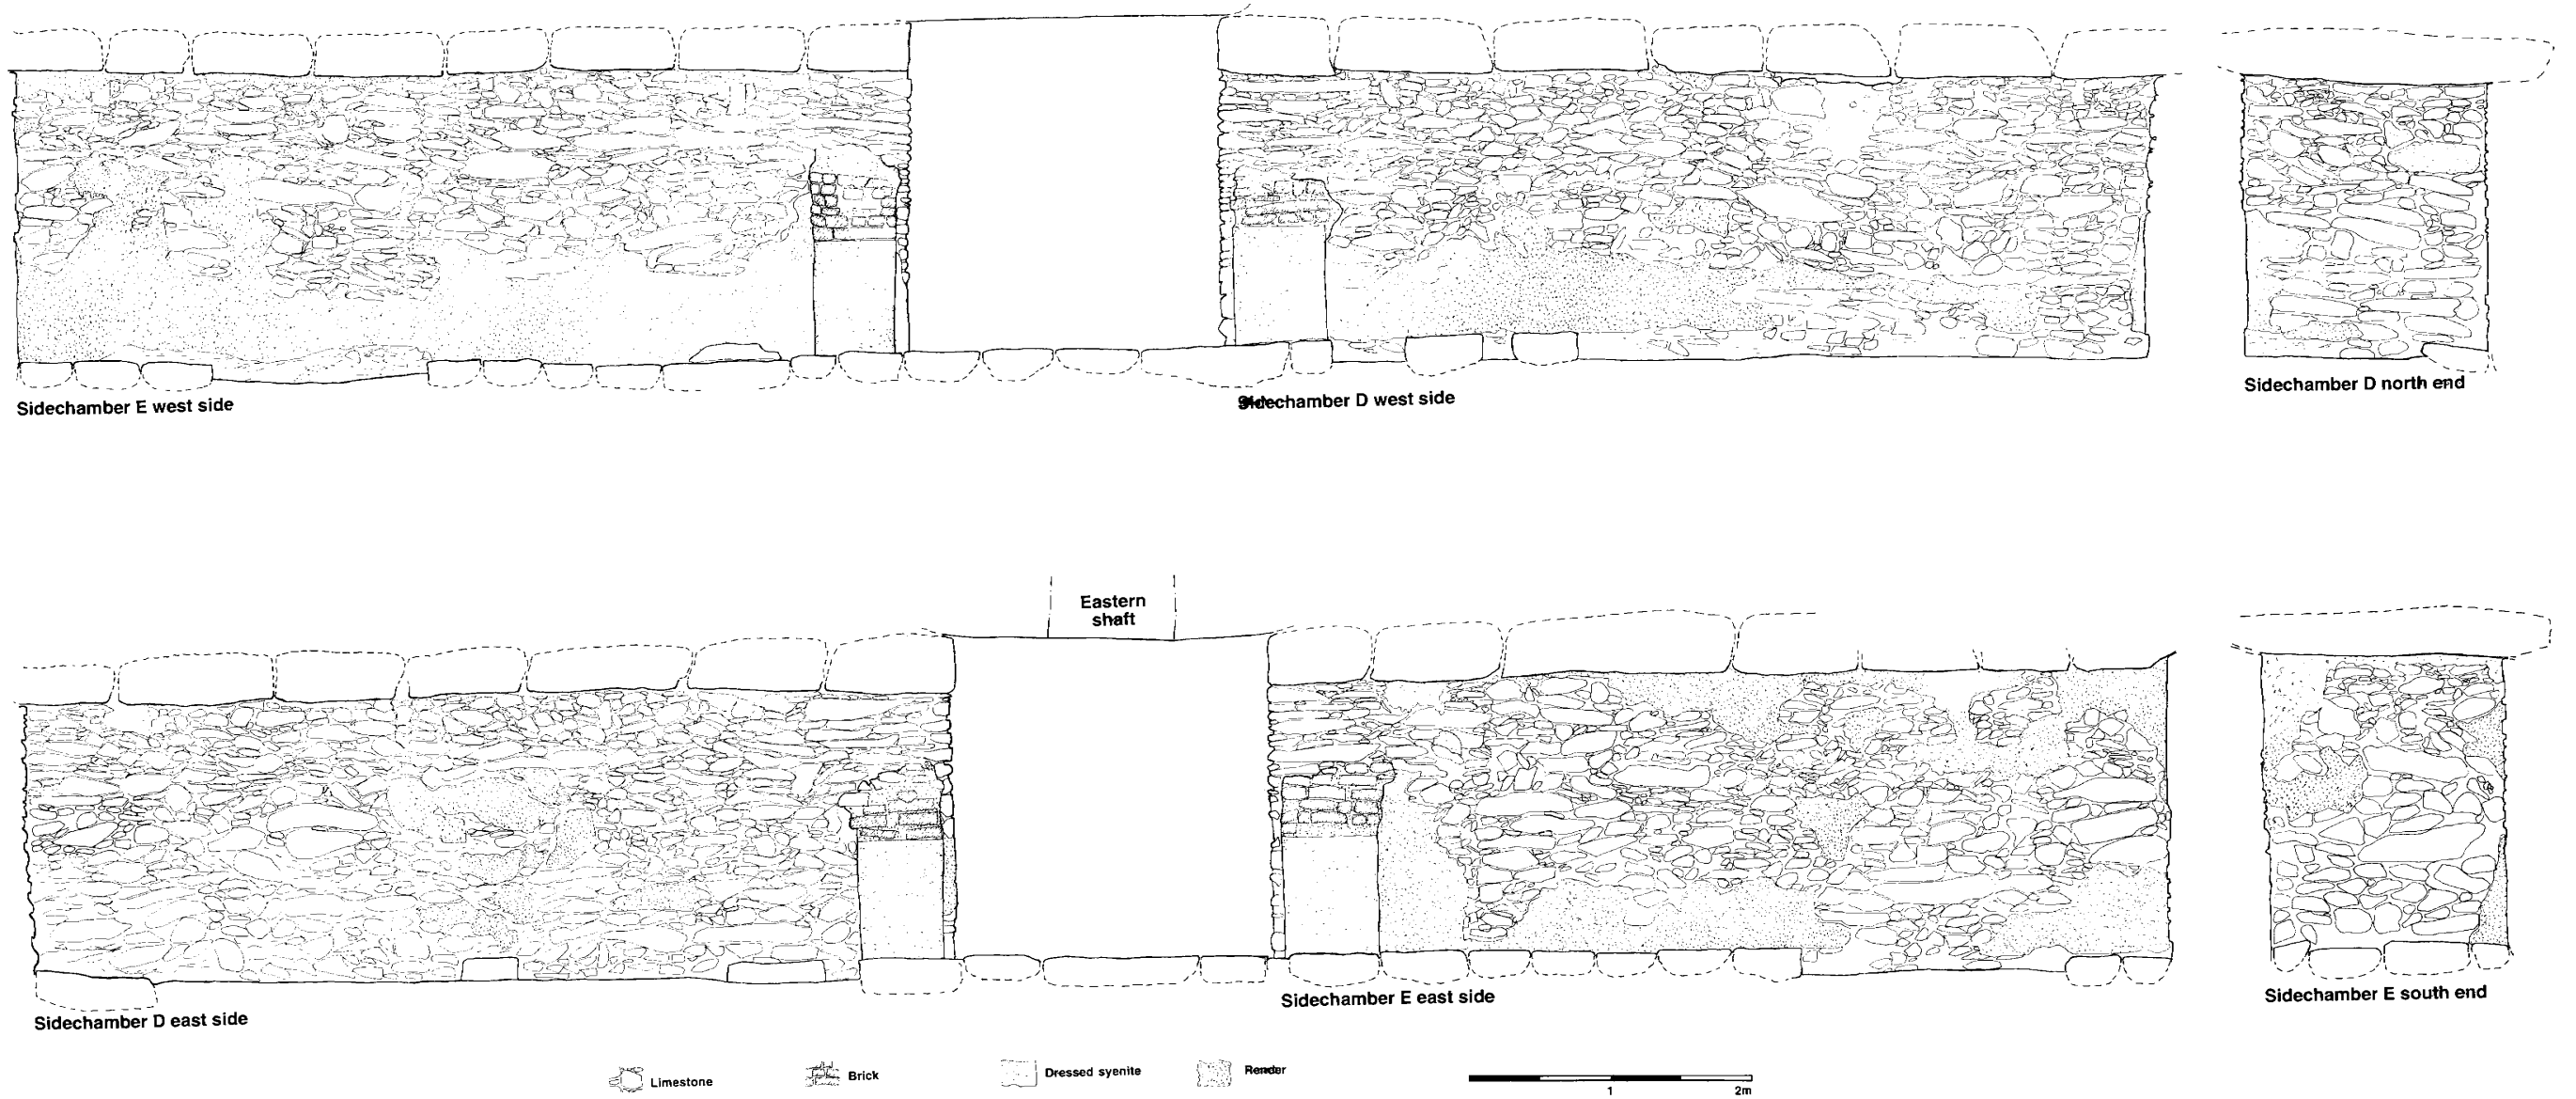 Sidechamber E west side
Sidechamber D west side
Sidechamber D north end
Eastern
shaft
Sidechamber D east side
Sidechamber E east side
Sidechamber E south end
Limestone
Brick
Dressed syenite
Render
1
2m